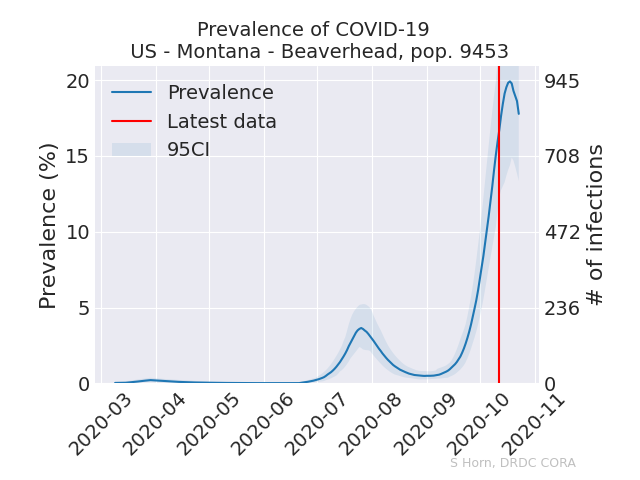 Prevalence of COVID-19
US - Montana - Beaverhead, pop. 9453
Prevalence
Latest data
95CI
Prevalence (%)
20
15
10
5
0
945
708
472
236
0
# of infections
2020-03
2020-04
2020-05
2020-06
2020-07
2020-08
2020-09
2020-10
2020-11
S Horn, DRDC CORA